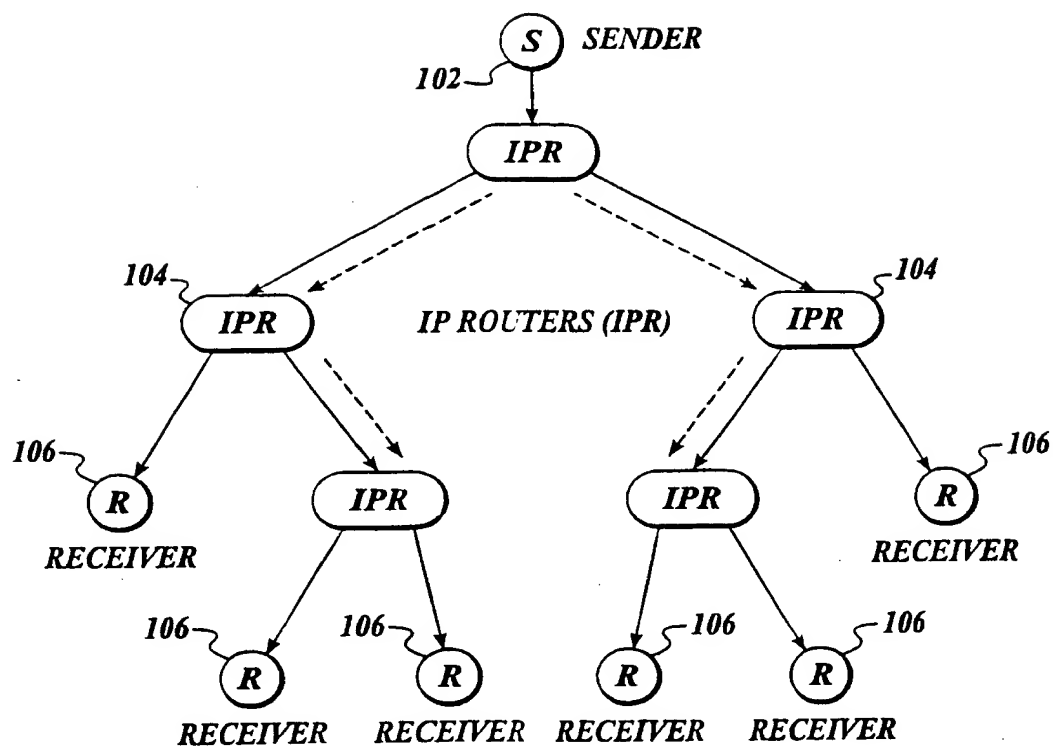 S SENDER
102
IPR
104
104
IPR
IP ROUTERS (IPR)
IPR
106
106
R
IPR
IPR
R
RECEIVER
RECEIVER
106
106
106
106
R
R
R
R
RECEIVER
RECEIVER
RECEIVER
RECEIVER